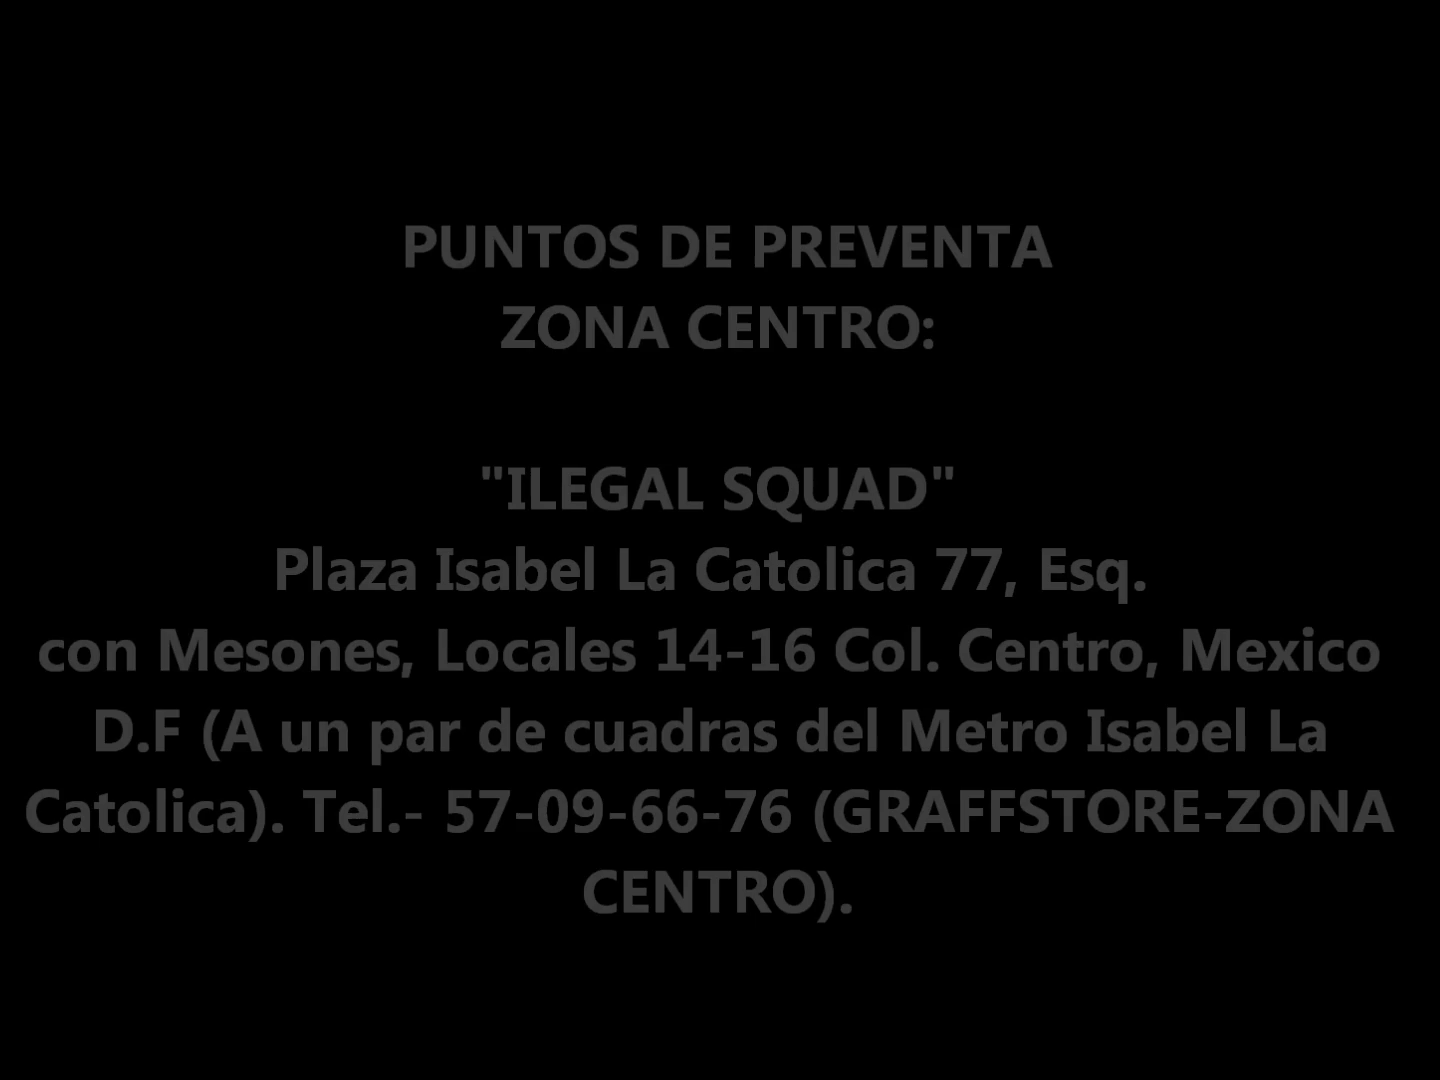 PUNTOS DE PREVENTA
ZONA CENTRO:
"ILEGAL SQUAD"
Plaza Isabel La Catolica 77, Esq.
con Mesones, Locales 14-16 Col. Centro, Mexico
D.F (A un par de cuadras del Metro Isabel La
Catolica). Tel.- 57-09-66-76 (GRAFFSTORE-ZONA
CENTRO).